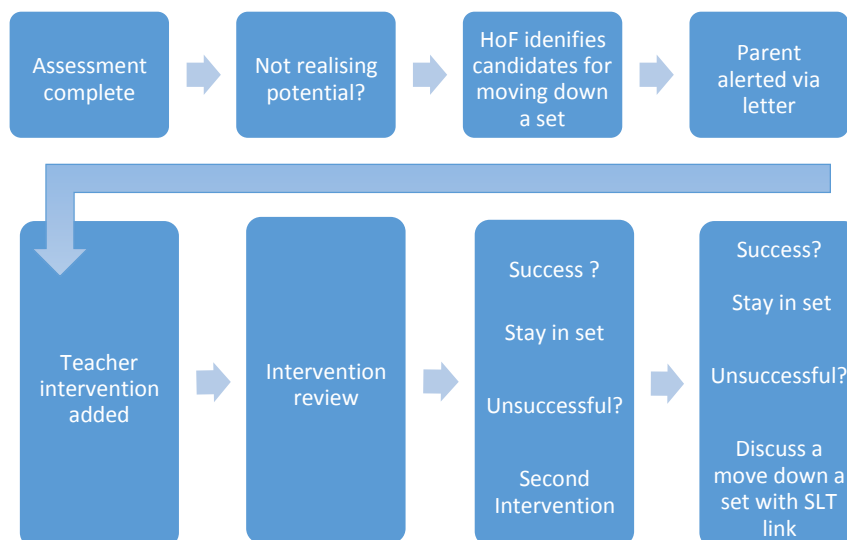 Assessment
complete
Not realising
potential?
HoF idenifies
candidates for
moving down
a set
Parent
alerted via
letter
Teacher
intervention
added
Intervention
review
Success ?
Stay in set
Unsuccessful?
Second
Intervention
Success?
Stay in set
Unsuccessful?
Discuss a
move down a
set with SLT
link